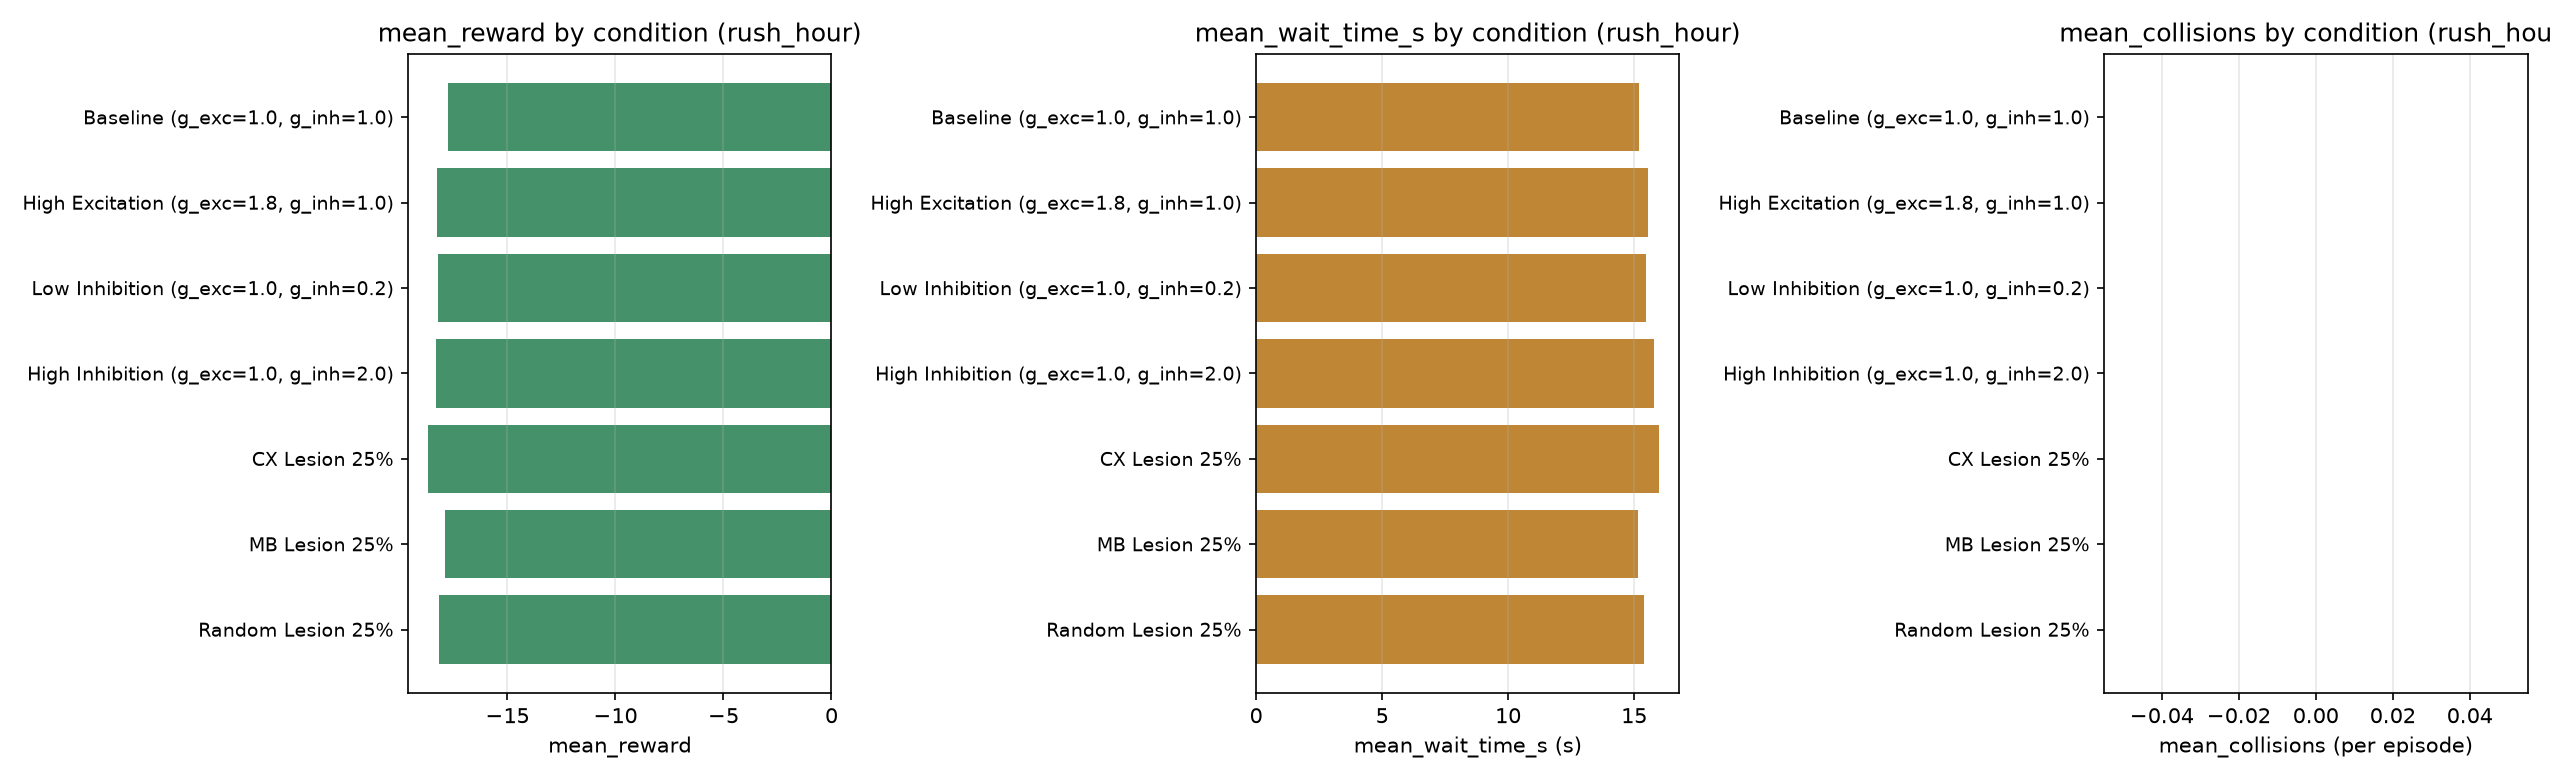 mean_reward by condition (rush_hour)
Baseline (g_exc=1.0, g_inh=1.0)
High Excitation (g_exc=1.8, g_inh=1.0)
Low Inhibition (g_exc=1.0, g_inh=0.2)
High Inhibition (g_exc=1.0, g_inh=2.0)
CX Lesion 25%
MB Lesion 25%
Random Lesion 25%
−15 −10 −5 0
mean_reward
mean_wait_time_s by condition (rush_hour)
Baseline (g_exc=1.0, g_inh=1.0)
High Excitation (g_exc=1.8, g_inh=1.0)
Low Inhibition (g_exc=1.0, g_inh=0.2)
High Inhibition (g_exc=1.0, g_inh=2.0)
CX Lesion 25%
MB Lesion 25%
Random Lesion 25%
0 5 10 15
mean_wait_time_s (s)
mean_collisions by condition (rush_hou
Baseline (g_exc=1.0, g_inh=1.0)
High Excitation (g_exc=1.8, g_inh=1.0)
Low Inhibition (g_exc=1.0, g_inh=0.2)
High Inhibition (g_exc=1.0, g_inh=2.0)
CX Lesion 25%
MB Lesion 25%
Random Lesion 25%
−0.04 −0.02 0.00 0.02 0.04
mean_collisions (per episode)